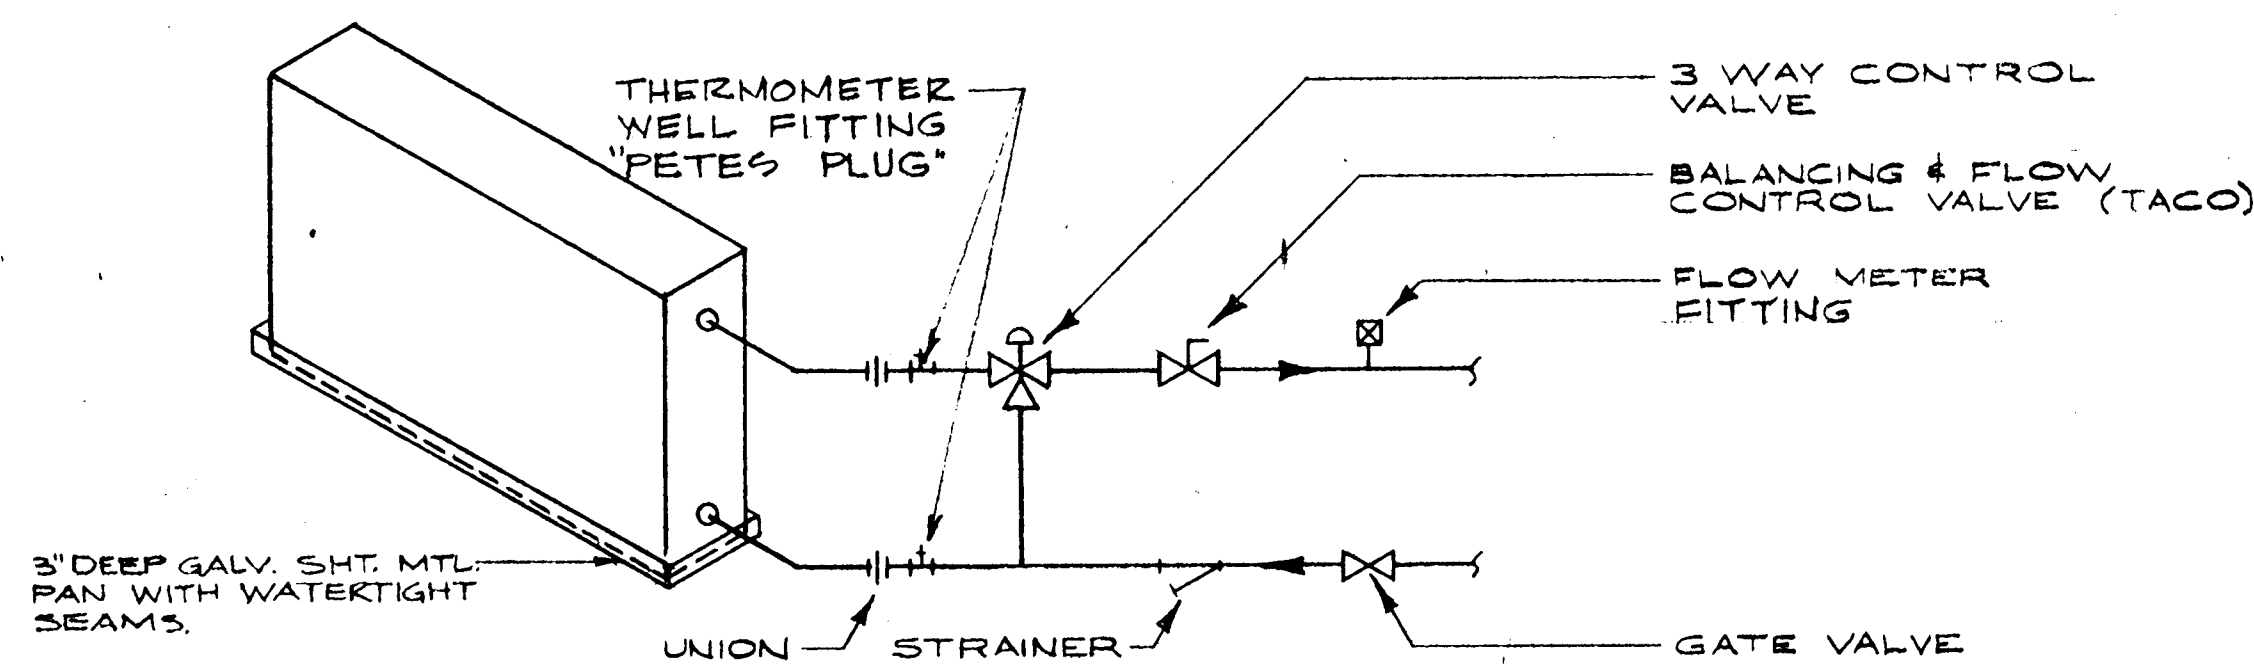 THERMOMETER
WELL FITTING
"PETES PLUG"
3 WAY CONTROL
VALVE
BALANCING & FLOW
CONTROL VALVE (TACO)
FLOW METER
FITTING
3" DEEP GALV. SHT. MTL.
PAN WITH WATERTIGHT
SEAMS.
UNION
STRAINER
GATE VALVE